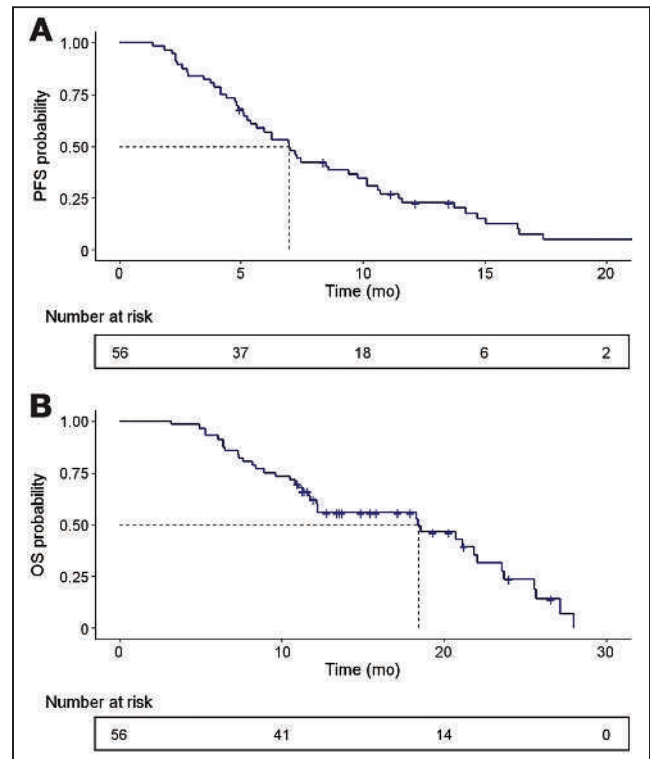 A
1.00
0.75
0.50
0.25
0
PFS probability
0 5 10 15 20
Time (mo)
Number at risk
56 37 18 6 2
B
1.00
0.75
0.50
0.25
0
OS probability
0 10 20 30
Time (mo)
Number at risk
56 41 14 0